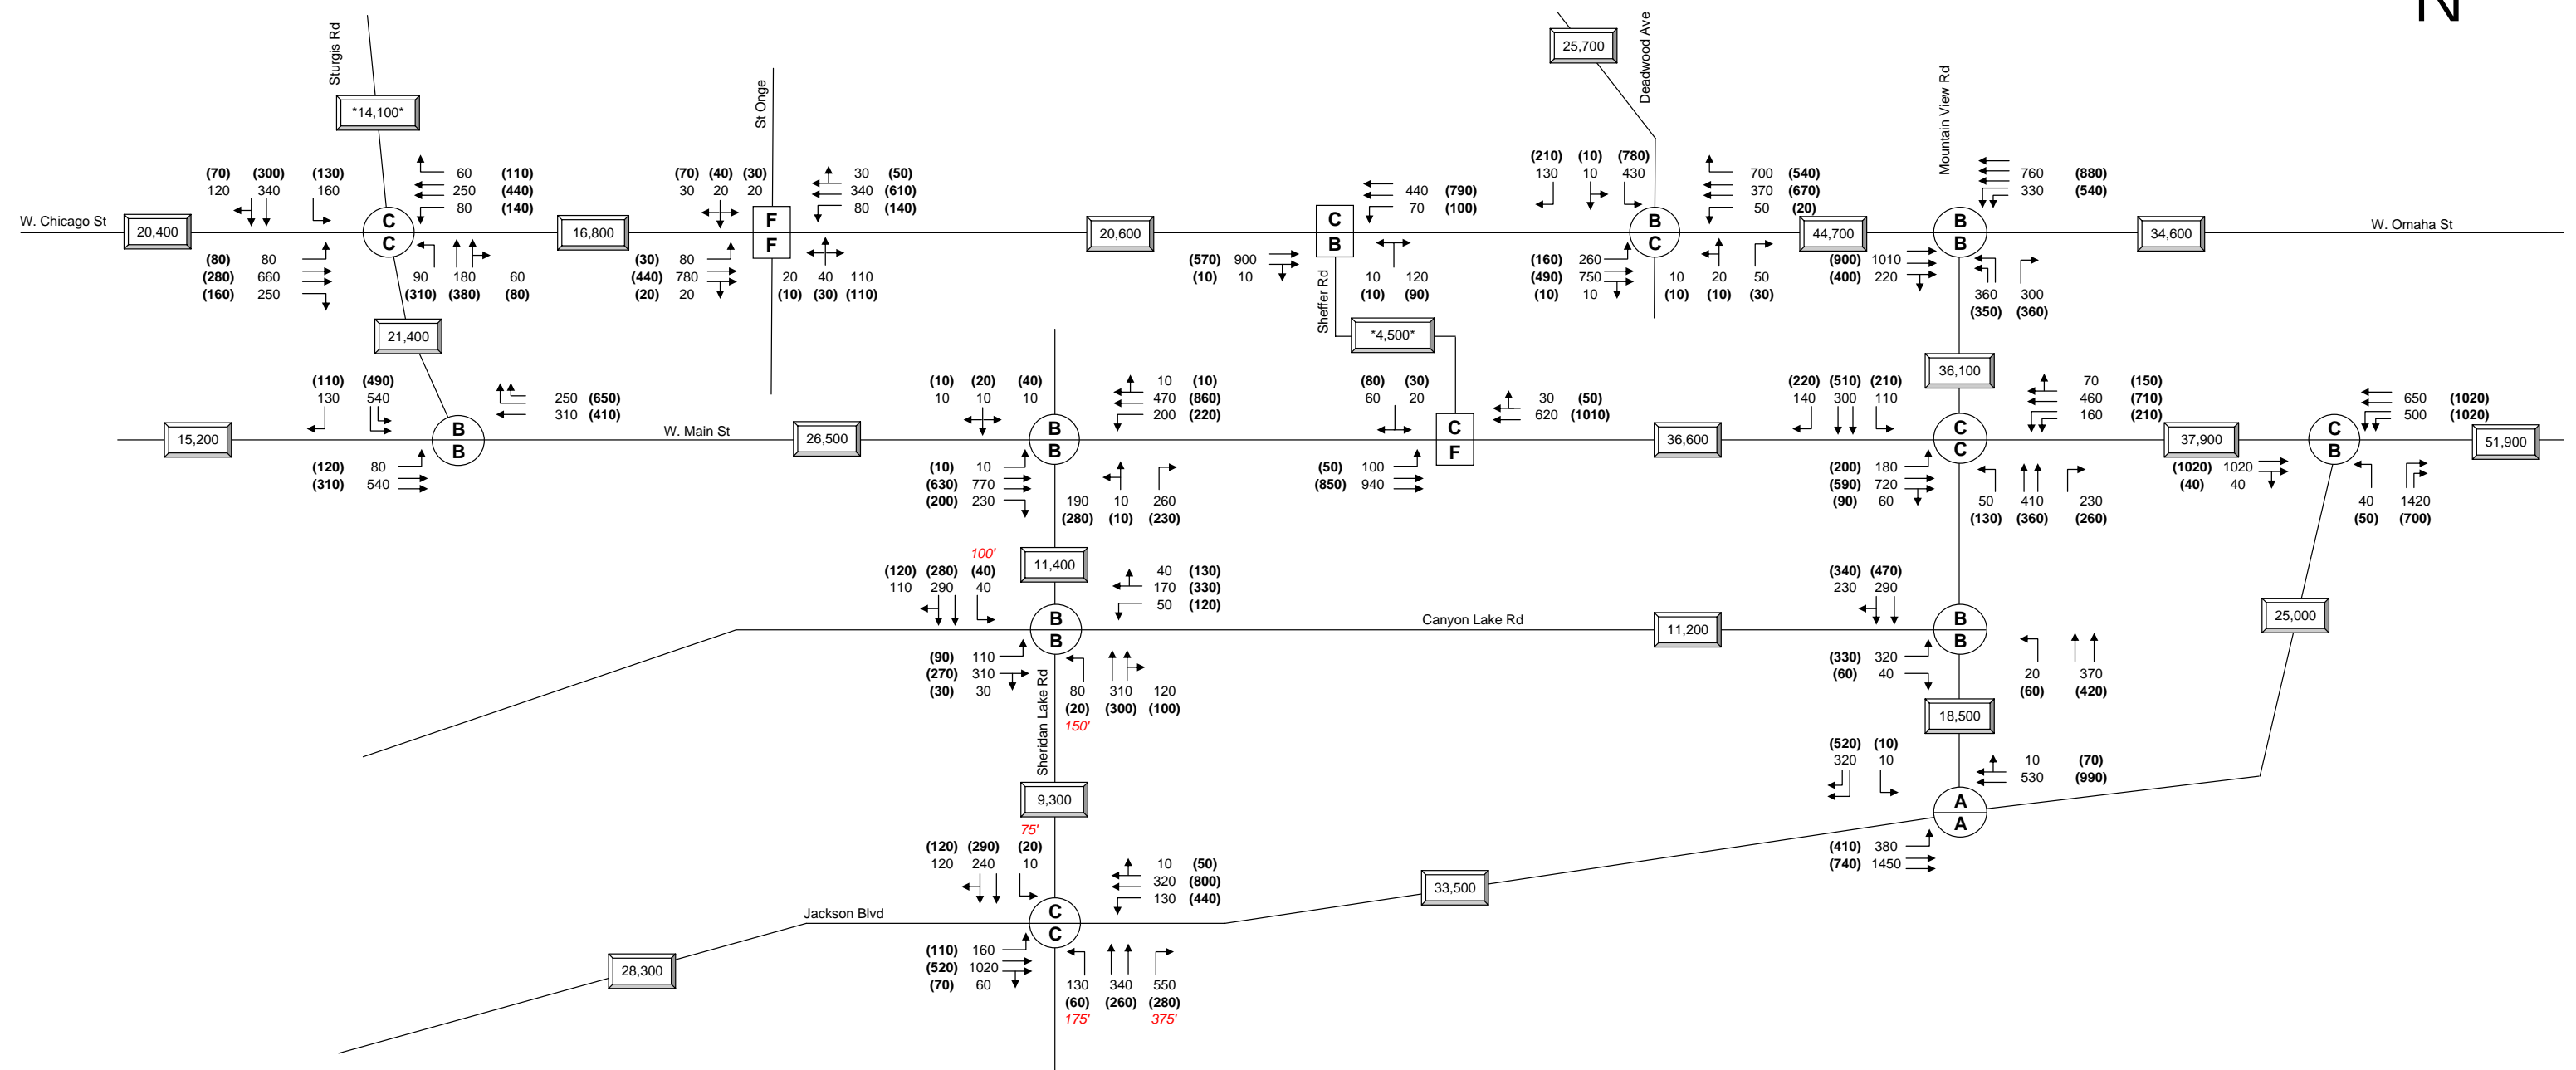 N
Sturgis Rd
St Onge
Deadwood Ave
Mountain View Rd
25,700
*14,100*
(70) (300) (130)
120 340 160
60 (110)
250 (440)
80 (140)
(70) (40) (30)
30 20 20
30 (50)
340 (610)
80 (140)
440 (790)
70 (100)
(210) (10) (780)
130 10 430
700 (540)
370 (670)
50 (20)
760 (880)
330 (540)
W. Chicago St
20,400
C
C
16,800
F
F
20,600
C
B
B
C
44,700
B
B
34,600
W. Omaha St
(80) 80
(280) 660
(160) 250
90 180 60
(310) (380) (80)
(30) 80
(440) 780
(20) 20
20 40 110
(10) (30) (110)
(570) 900
(10) 10
Sheffer Rd
10 120
(10) (90)
(160) 260
(490) 750
(10) 10
10 20 50
(10) (10) (30)
(900) 1010
(400) 220
360 300
(350) (360)
21,400
*4,500*
36,100
(110) (490)
130 540
250 (650)
310 (410)
(10) (20) (40)
10 10 10
10 (10)
470 (860)
200 (220)
(80) (30)
60 20
30 (50)
620 (1010)
(220) (510) (210)
140 300 110
70 (150)
460 (710)
160 (210)
650 (1020)
500 (1020)
15,200
B
B
W. Main St
26,500
B
B
C
F
36,600
C
C
37,900
C
B
51,900
(120) 80
(310) 540
(10) 10
(630) 770
(200) 230
190 10 260
(280) (10) (230)
(50) 100
(850) 940
(200) 180
(590) 720
(90) 60
50 410 230
(130) (360) (260)
(1020) 1020
(40) 40
40 1420
(50) (700)
100'
11,400
(120) (280) (40)
110 290 40
40 (130)
170 (330)
50 (120)
(340) (470)
230 290
B
B
Canyon Lake Rd
11,200
B
B
25,000
(90) 110
(270) 310
(30) 30
Sheridan Lake Rd
80 310 120
(20) (300) (100)
150'
(330) 320
(60) 40
20 370
(60) (420)
18,500
(520) (10)
320 10
10 (70)
530 (990)
9,300
A
A
75'
(120) (290) (20)
120 240 10
10 (50)
320 (800)
130 (440)
(410) 380
(740) 1450
33,500
Jackson Blvd
C
C
28,300
(110) 160
(520) 1020
(70) 60
130 340 550
(60) (260) (280)
175' 375'